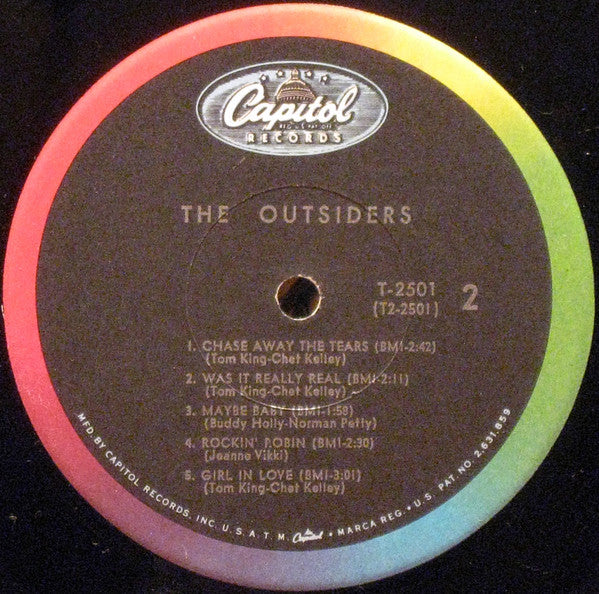 Capitol
REG. U.S. PAT. OFF.
RECORDS
THE OUTSIDERS
T-2501
(T2-2501)
2
1. CHASE AWAY THE TEARS (BMI-2:42)
(Tom King-Chet Kelley)
2. WAS IT REALLY REAL (BMI-2:11)
(Tom King-Chet Kelley)
3. MAYBE BABY (BMI-1:58)
(Buddy Holly-Norman Petty)
4. ROCKIN' ROBIN (BMI-2:30)
(Jeanne Vikki)
5. GIRL IN LOVE (BMI-3:01)
(Tom King-Chet Kelley)
MFD. BY CAPITOL RECORDS, INC. U.S.A. T.M. Capitol • MARCA REG. • U.S. PAT. NO. 2,631,859